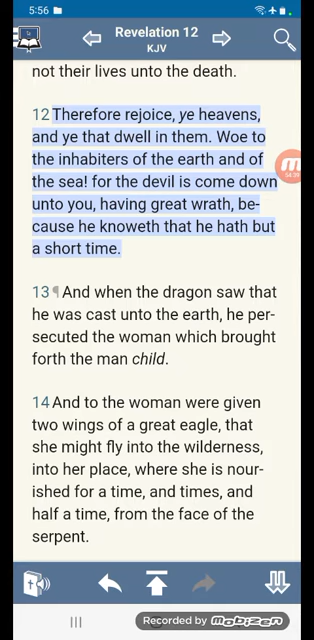 5:56
Revelation 12
KJV
not their lives unto the death.
12 Therefore rejoice, ye heavens,
and ye that dwell in them. Woe to
the inhabiters of the earth and of
the sea! for the devil is come down
unto you, having great wrath, be-
cause he knoweth that he hath but
a short time.
13 ¶ And when the dragon saw that
he was cast unto the earth, he per-
secuted the woman which brought
forth the man child.
14 And to the woman were given
two wings of a great eagle, that
she might fly into the wilderness,
into her place, where she is nour-
ished for a time, and times, and
half a time, from the face of the
serpent.
Recorded by mobizen